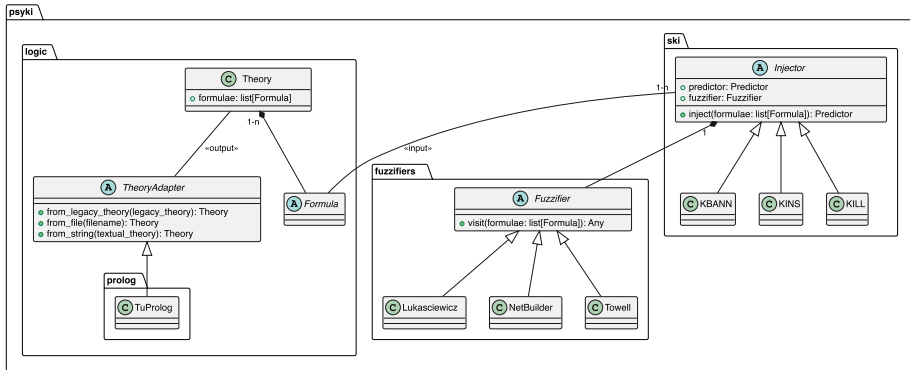 psyki
logic
C Theory
formulae: list[Formula]
1-n
«output»
A TheoryAdapter
from_legacy_theory(legacy_theory): Theory
from_file(filename): Theory
from_string(textual_theory): Theory
A Formula
prolog
C TuProlog
«input»
fuzzifiers
A Fuzzifier
visit(formulae: list[Formula]): Any
C Lukasciewicz
C NetBuilder
C Towell
ski
A Injector
1-n
predictor: Predictor
fuzzifier: Fuzzifier
inject(formulae: list[Formula]): Predictor
1
C KBANN
C KINS
C KILL